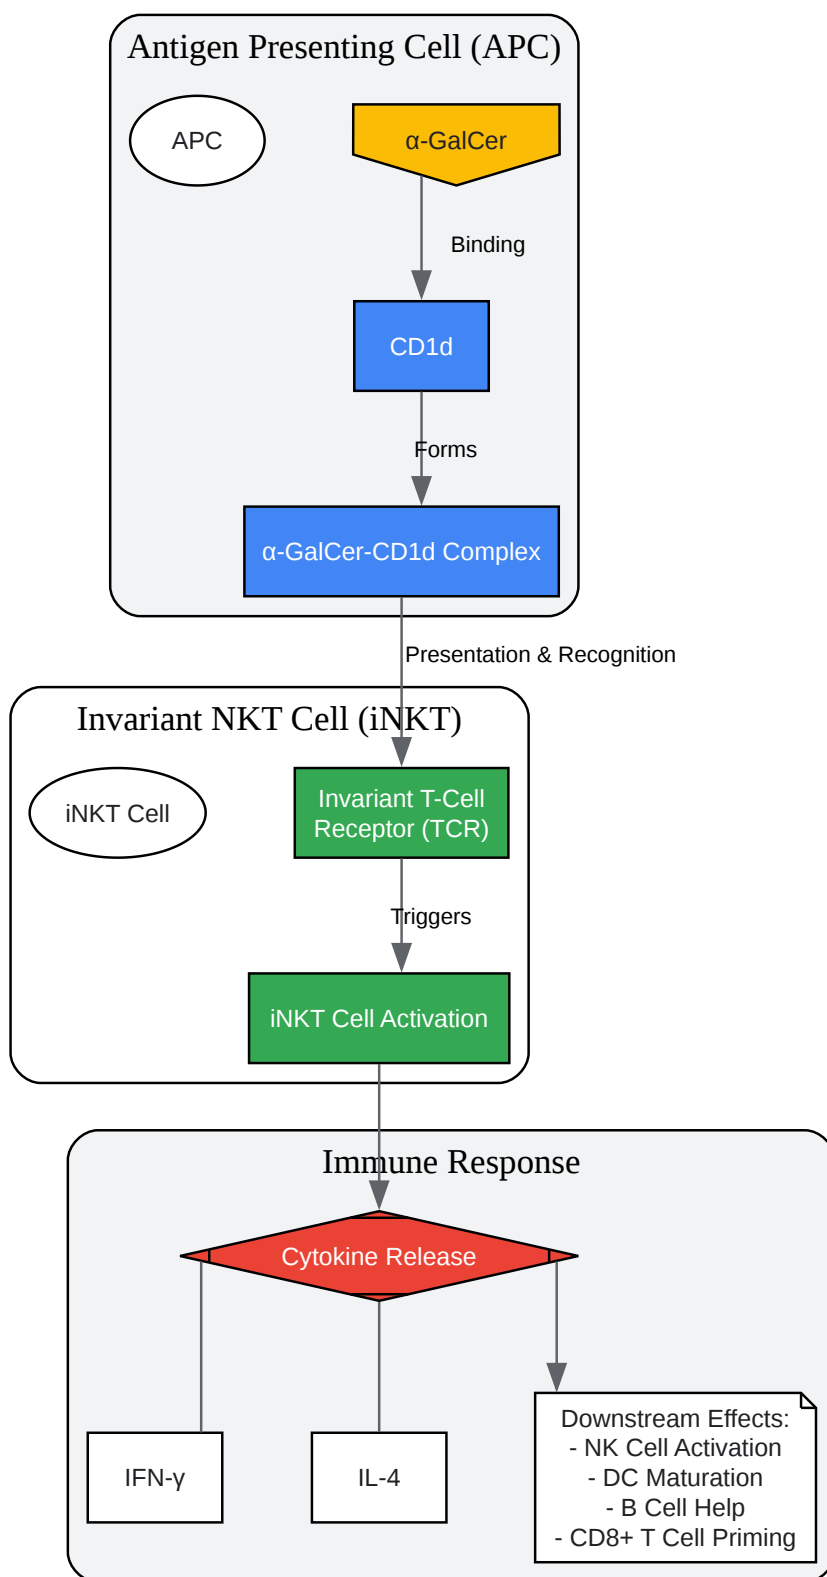 Antigen Presenting Cell (APC)
APC
α-GalCer
Binding
CD1d
Forms
α-GalCer-CD1d Complex
Presentation & Recognition
Invariant NKT Cell (iNKT)
iNKT Cell
Invariant T-Cell
Receptor (TCR)
Triggers
iNKT Cell Activation
Immune Response
Cytokine Release
IFN-γ
IL-4
Downstream Effects:
- NK Cell Activation
- DC Maturation
- B Cell Help
- CD8+ T Cell Priming